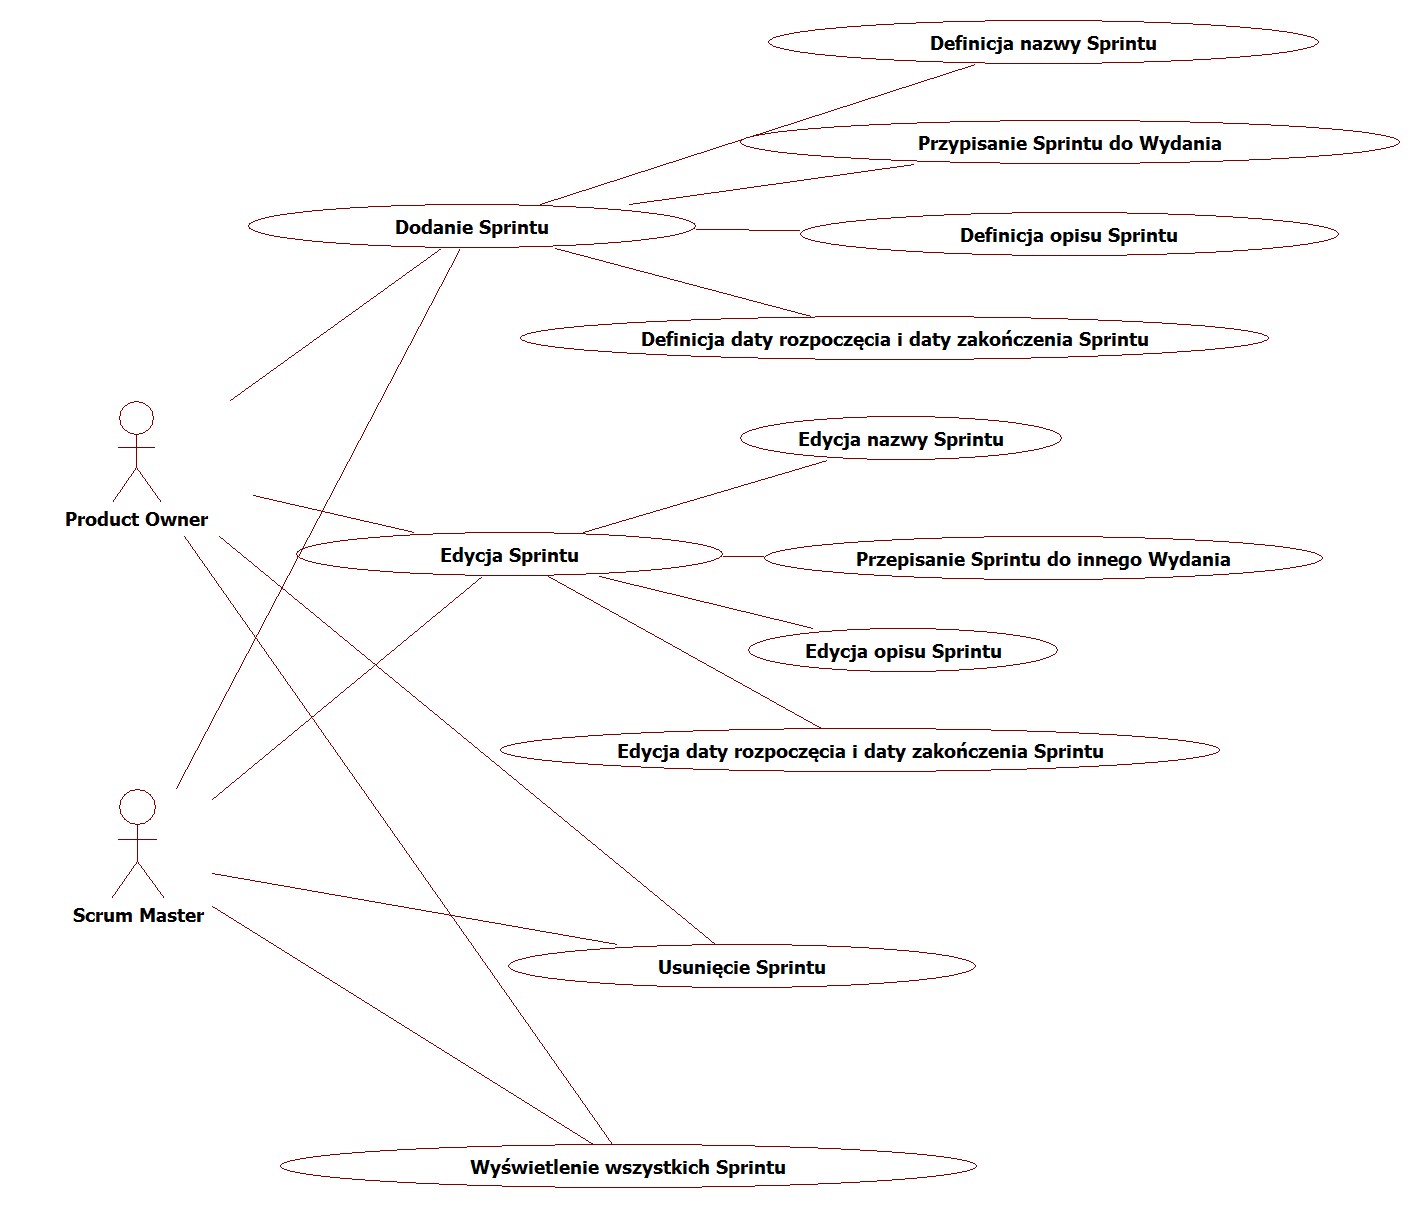 Definicja nazwy Sprintu
Przypisanie Sprintu do Wydania
Dodanie Sprintu
Definicja opisu Sprintu
Definicja daty rozpoczęcia i daty zakończenia Sprintu
Edycja nazwy Sprintu
Product Owner
Edycja Sprintu
Przepisanie Sprintu do innego Wydania
Edycja opisu Sprintu
Edycja daty rozpoczęcia i daty zakończenia Sprintu
Scrum Master
Usunięcie Sprintu
Wyświetlenie wszystkich Sprintu